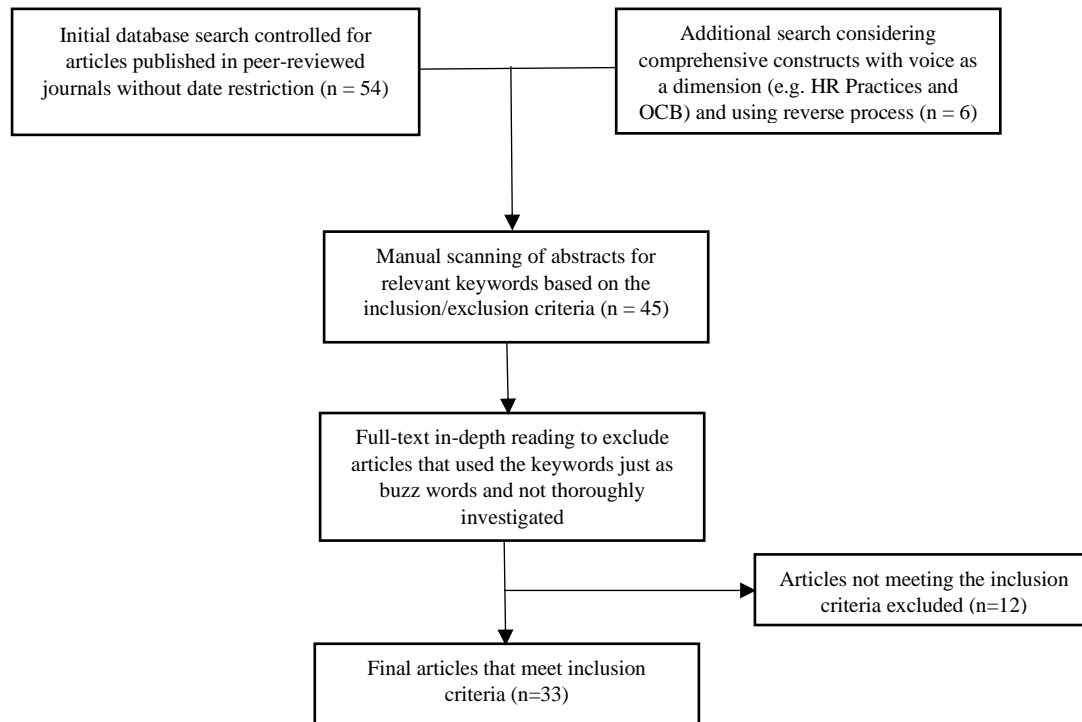 Initial database search controlled for
articles published in peer-reviewed
journals without date restriction (n = 54)
Additional search considering
comprehensive constructs with voice as
a dimension (e.g. HR Practices and
OCB) and using reverse process (n = 6)
Manual scanning of abstracts for
relevant keywords based on the
inclusion/exclusion criteria (n = 45)
Full-text in-depth reading to exclude
articles that used the keywords just as
buzz words and not thoroughly
investigated
Articles not meeting the inclusion
criteria excluded (n=12)
Final articles that meet inclusion
criteria (n=33)